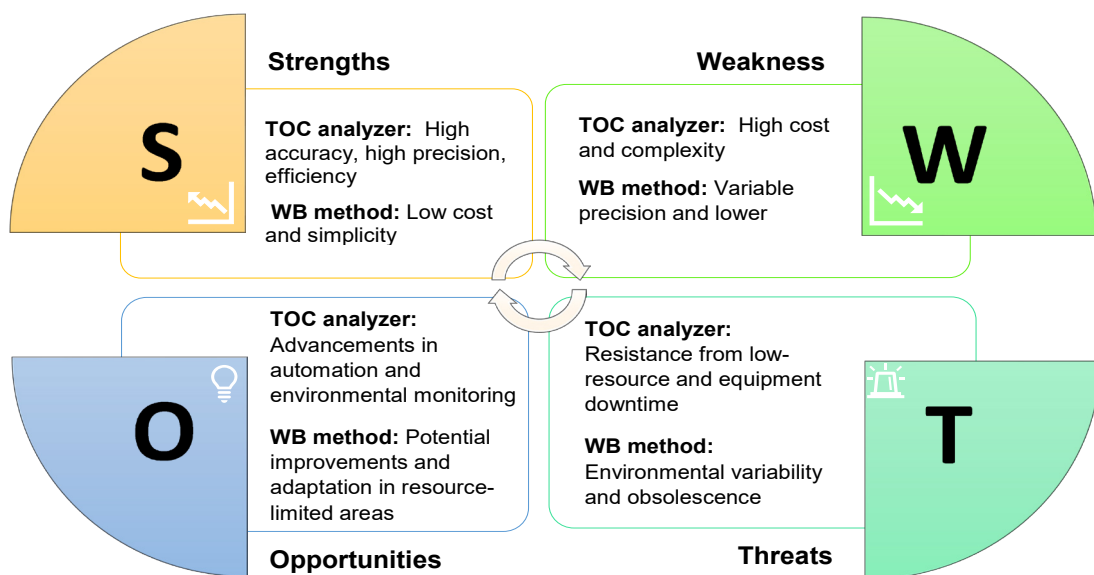 S
Strengths
TOC analyzer:  High
accuracy, high precision,
efficiency
WB method: Low cost
and simplicity
Weakness
W
TOC analyzer:  High cost
and complexity
WB method: Variable
precision and lower
O
TOC analyzer:
Advancements in
automation and
environmental monitoring
WB method: Potential
improvements and
adaptation in resource-
limited areas
Opportunities
TOC analyzer:
Resistance from low-
resource and equipment
downtime
WB method:
Environmental variability
and obsolescence
T
Threats